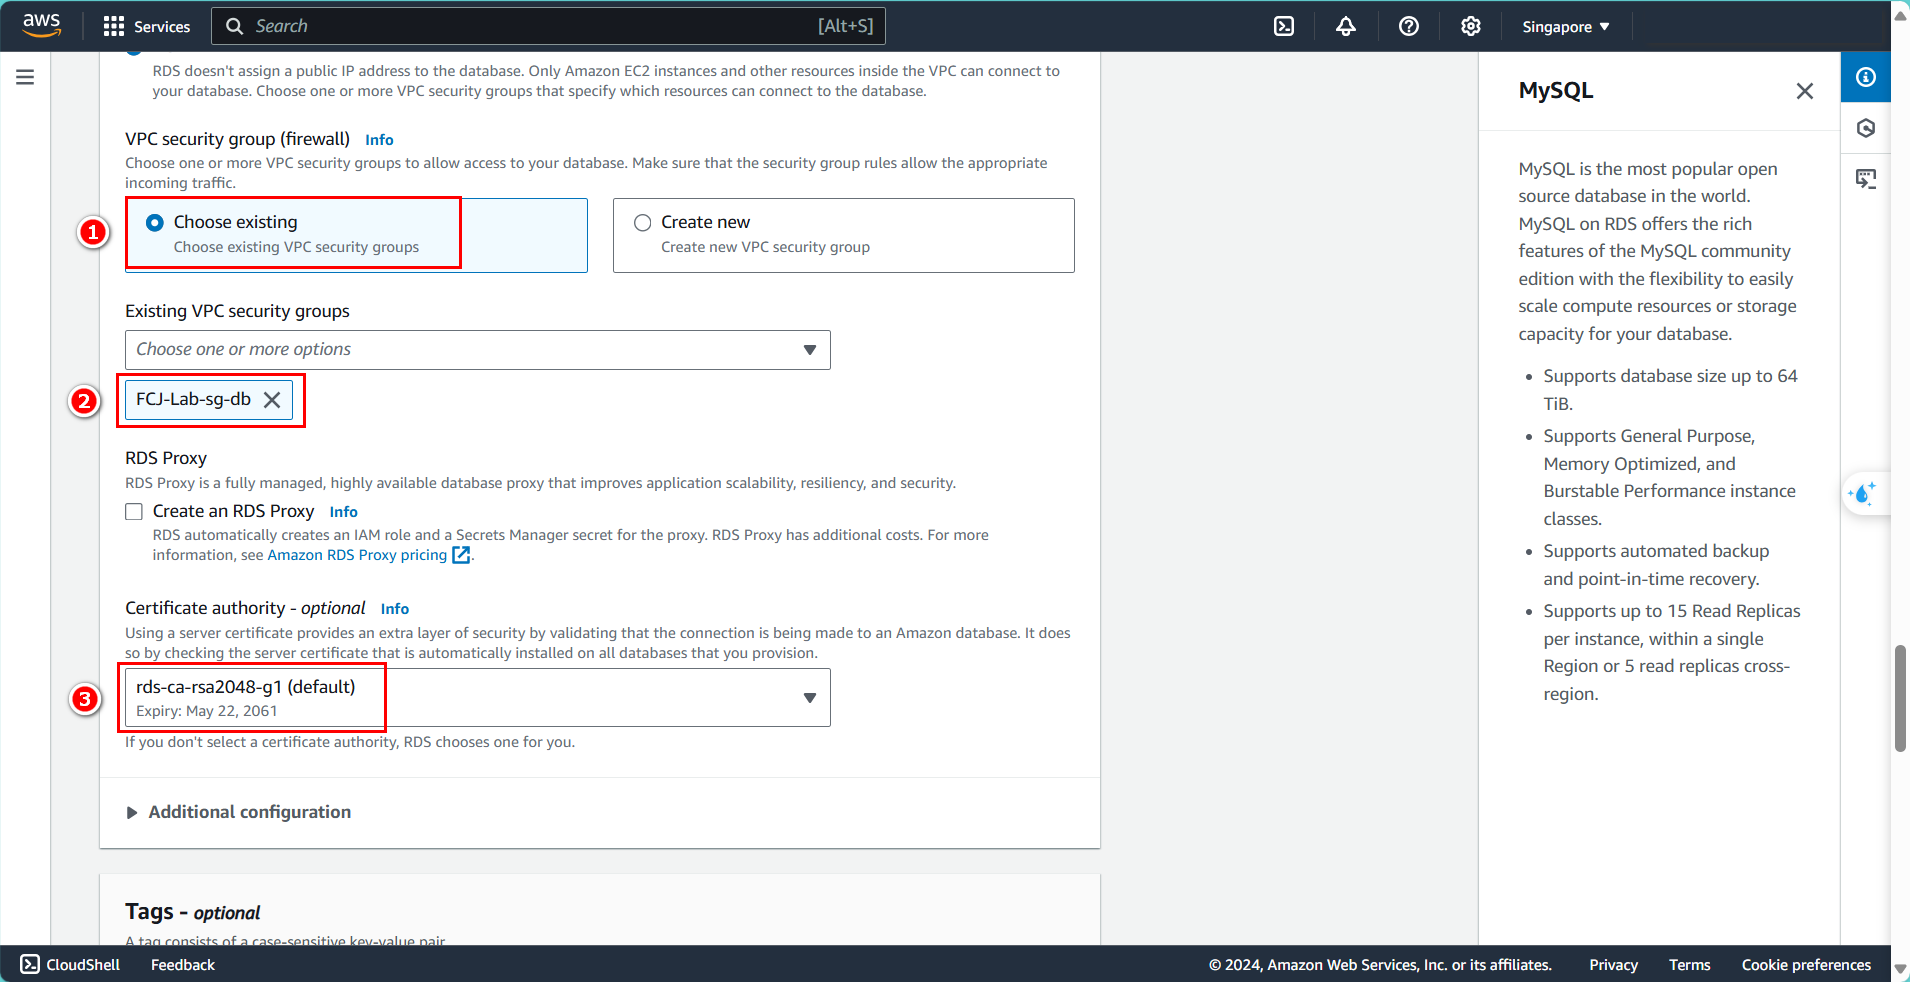 aws
Services
Search
[Alt+S]
Singapore
RDS doesn't assign a public IP address to the database. Only Amazon EC2 instances and other resources inside the VPC can connect to
your database. Choose one or more VPC security groups that specify which resources can connect to the database.
VPC security group (firewall) Info
Choose one or more VPC security groups to allow access to your database. Make sure that the security group rules allow the appropriate
incoming traffic.
1
Choose existing
Choose existing VPC security groups
Create new
Create new VPC security group
Existing VPC security groups
Choose one or more options
2
FCJ-Lab-sg-db
RDS Proxy
RDS Proxy is a fully managed, highly available database proxy that improves application scalability, resiliency, and security.
Create an RDS Proxy Info
RDS automatically creates an IAM role and a Secrets Manager secret for the proxy. RDS Proxy has additional costs. For more
information, see Amazon RDS Proxy pricing.
Certificate authority - optional Info
Using a server certificate provides an extra layer of security by validating that the connection is being made to an Amazon database. It does
so by checking the server certificate that is automatically installed on all databases that you provision.
3
rds-ca-rsa2048-g1 (default)
Expiry: May 22, 2061
If you don't select a certificate authority, RDS chooses one for you.
Additional configuration
Tags - optional
A tag consists of a case-sensitive key-value pair
MySQL
MySQL is the most popular open
source database in the world.
MySQL on RDS offers the rich
features of the MySQL community
edition with the flexibility to easily
scale compute resources or storage
capacity for your database.
• Supports database size up to 64
TiB.
• Supports General Purpose,
Memory Optimized, and
Burstable Performance instance
classes.
• Supports automated backup
and point-in-time recovery.
• Supports up to 15 Read Replicas
per instance, within a single
Region or 5 read replicas cross-
region.
CloudShell
Feedback
© 2024, Amazon Web Services, Inc. or its affiliates.
Privacy
Terms
Cookie preferences